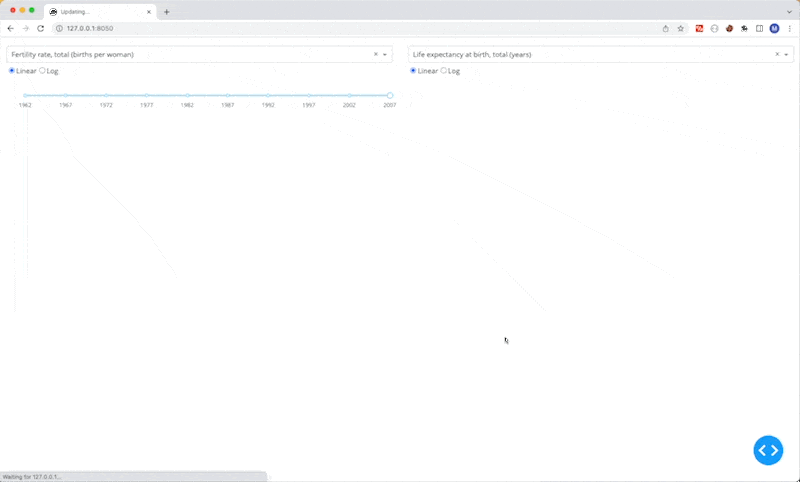 Updating...
127.0.0.1:8050
M
Fertility rate, total (births per woman)
Life expectancy at birth, total (years)
Linear Log
Linear Log
1962 1967 1972 1977 1982 1987 1992 1997 2002 2007
Waiting for 127.0.0.1...